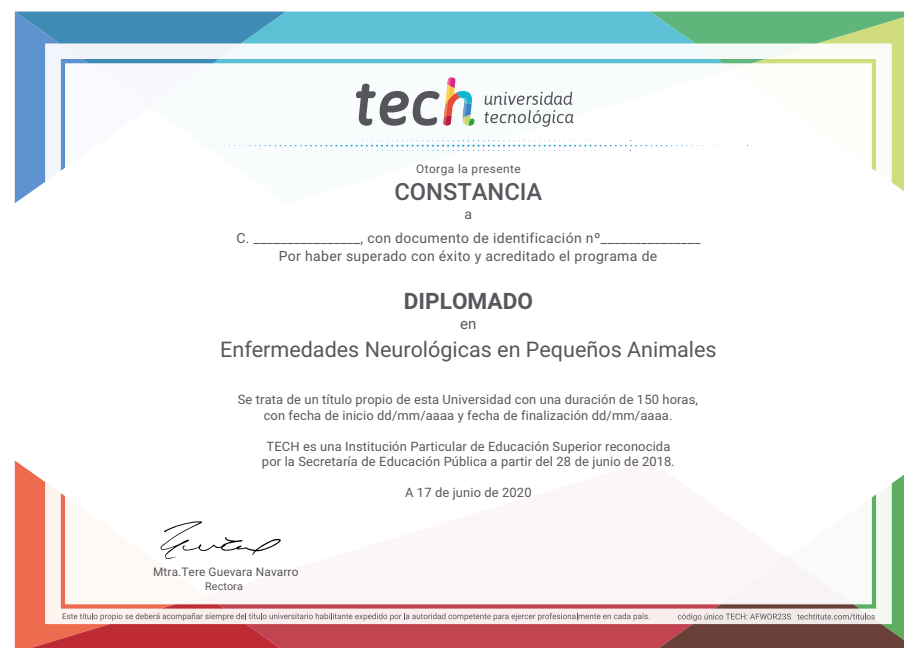 tech universidad
tecnológica
Otorga la presente
CONSTANCIA
a
C. ________________, con documento de identificación nº_______________
Por haber superado con éxito y acreditado el programa de
DIPLOMADO
en
Enfermedades Neurológicas en Pequeños Animales
Se trata de un título propio de esta Universidad con una duración de 150 horas,
con fecha de inicio dd/mm/aaaa y fecha de finalización dd/mm/aaaa.
TECH es una Institución Particular de Educación Superior reconocida
por la Secretaría de Educación Pública a partir del 28 de junio de 2018.
A 17 de junio de 2020
Mtra.Tere Guevara Navarro
Rectora
Este título propio se deberá acompañar siempre del título universitario habilitante expedido por la autoridad competente para ejercer profesionalmente en cada país. código único TECH: AFWOR23S techtitute.com/titulos